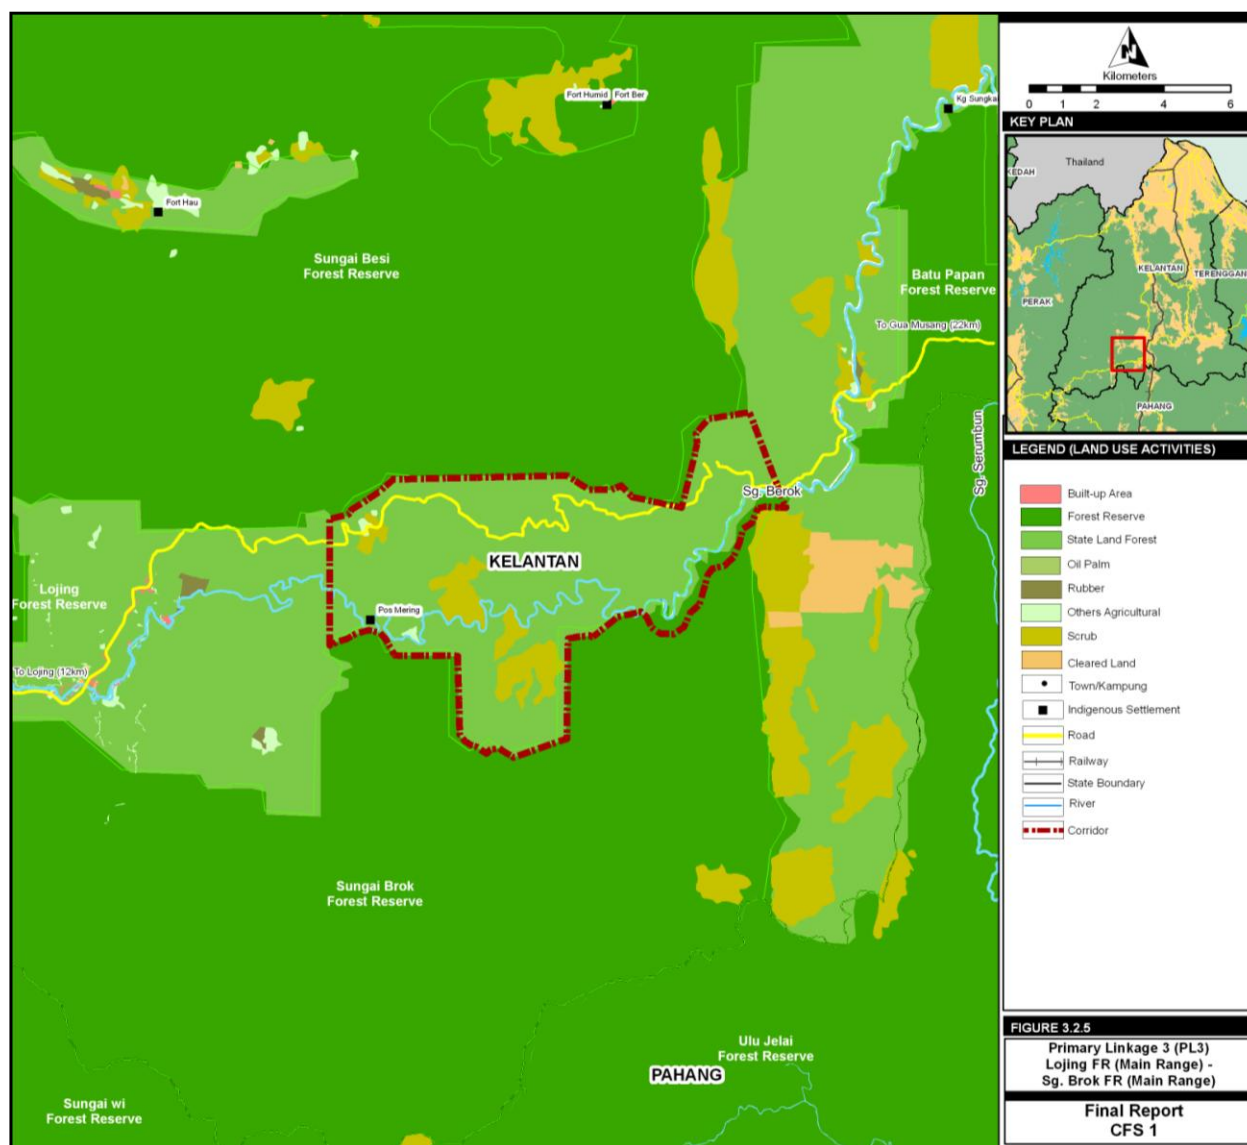 Fort Humid
Fort Ber
Kg Sungkai
Fort Hau
Sungai Besi
Forest Reserve
Batu Papan
Forest Reserve
To Gua Musang (22km)
Sg. Serumbun
Sg. Berok
KELANTAN
Lojing
Forest Reserve
Pos Mering
To Lojing (12km)
Sungai Brok
Forest Reserve
Ulu Jelai
Forest Reserve
PAHANG
Sungai wi
Forest Reserve
N
Kilometers
0 1 2 4 6
KEY PLAN
Thailand
KEDAH
KELANTAN
TERENGGAN
PERAK
PAHANG
LEGEND (LAND USE ACTIVITIES)
Built-up Area
Forest Reserve
State Land Forest
Oil Palm
Rubber
Others Agricultural
Scrub
Cleared Land
Town/Kampung
Indigenous Settlement
Road
Railway
State Boundary
River
Corridor
FIGURE 3.2.5
Primary Linkage 3 (PL3)
Lojing FR (Main Range) -
Sg. Brok FR (Main Range)
Final Report
CFS 1